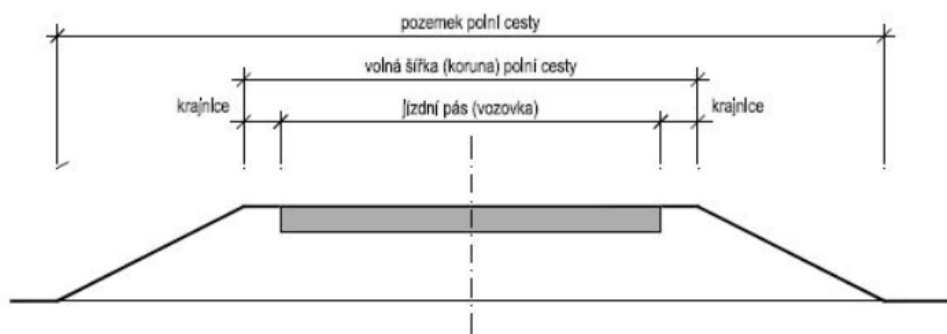 pozemek polní cesty
volná šířka (koruna) polní cesty
krajnice
jízdní pás (vozovka)
krajnice